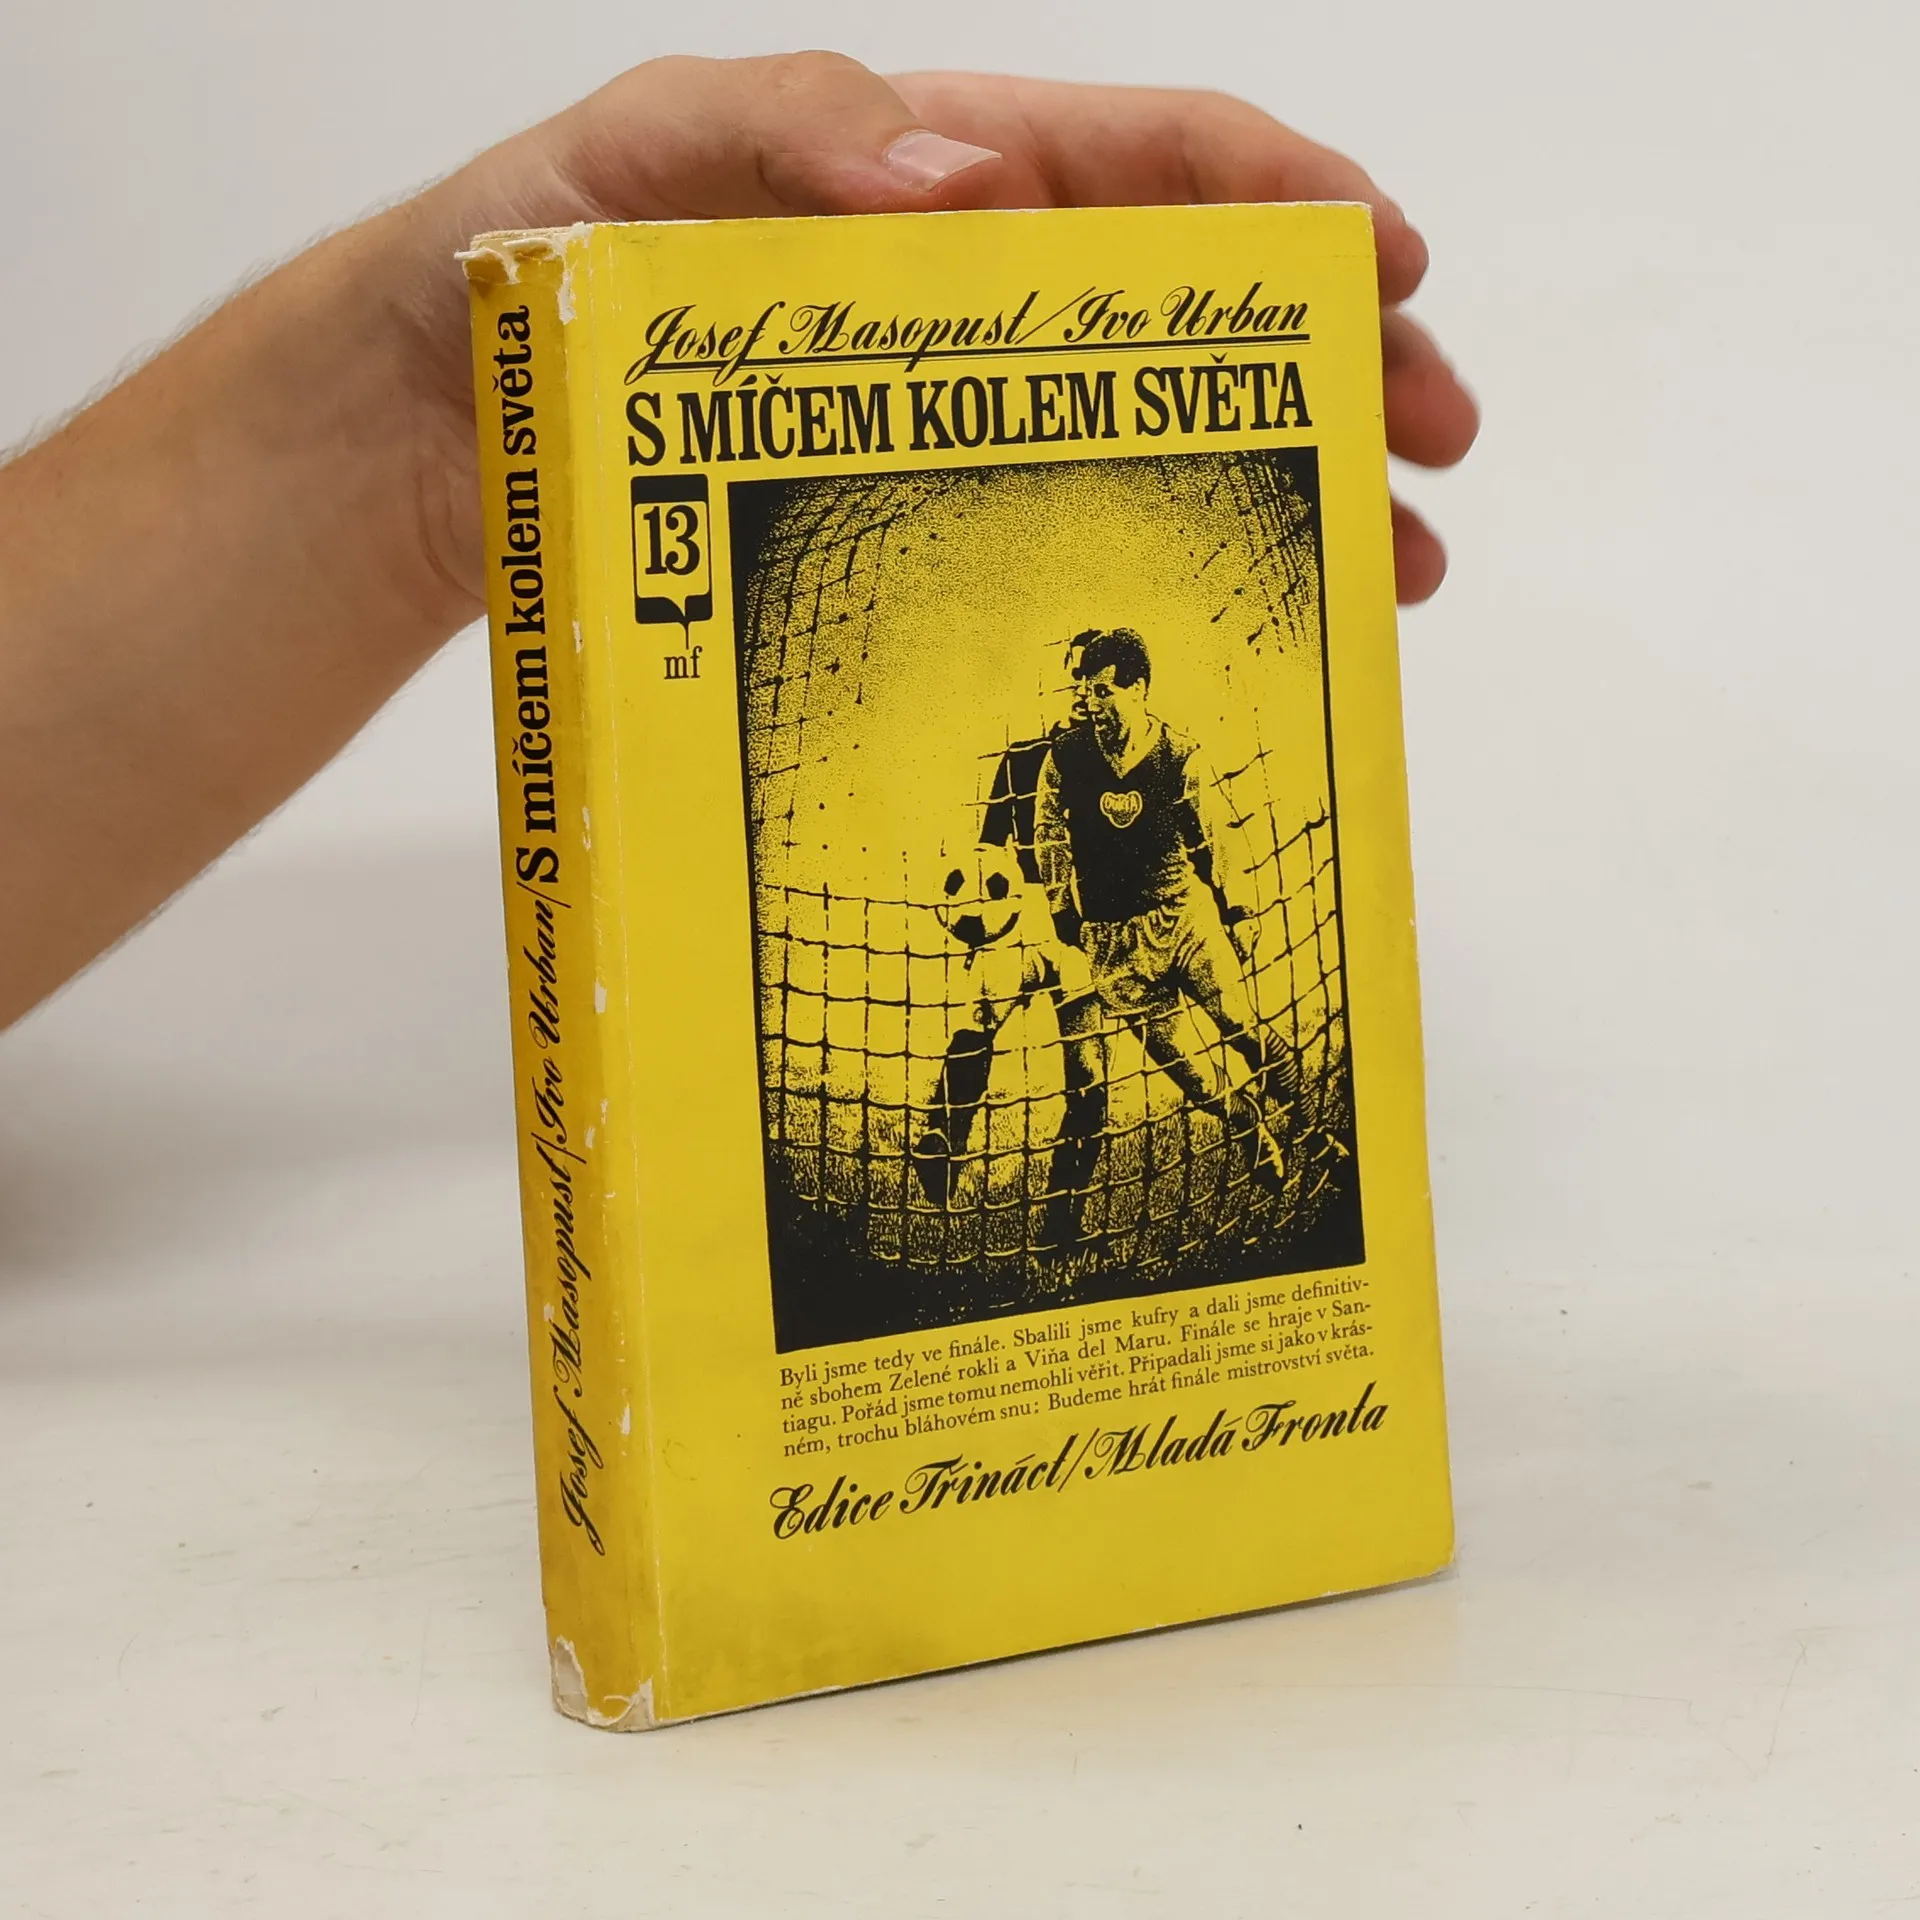 Josef Masopust/Ivo Urban
S MÍČEM KOLEM SVĚTA
13
mf
DUKLA
Byli jsme tedy ve finále. Sbalili jsme kufry a dali jsme definitiv-
ně sbohem Zelené rokli a Viňa del Maru. Finále se hraje v San-
tiagu. Pořád jsme tomu nemohli věřit. Připadali jsme si jako v krás-
ném, trochu bláhovém snu: Budeme hrát finále mistrovství světa.
Edice Třináct/Mladá Fronta
Josef Masopust/Ivo Urban/S míčem kolem světa